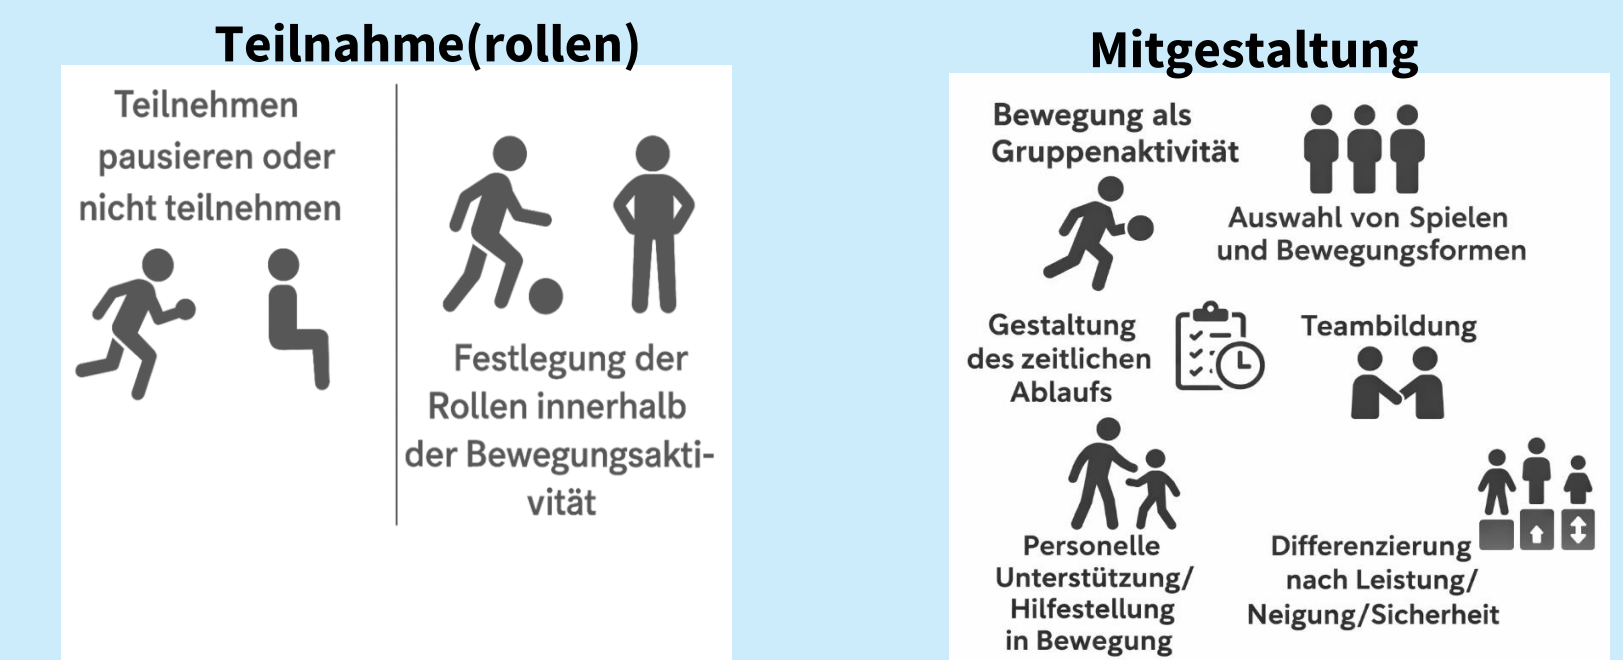 Teilnahme(rollen)
Teilnehmen
pausieren oder
nicht teilnehmen
Festlegung der
Rollen innerhalb
der Bewegungsakti-
vität
Mitgestaltung
Bewegung als
Gruppenaktivität
Auswahl von Spielen
und Bewegungsformen
Gestaltung
des zeitlichen
Ablaufs
Teambildung
Personelle
Unterstützung/
Hilfestellung
in Bewegung
Differenzierung
nach Leistung/
Neigung/Sicherheit